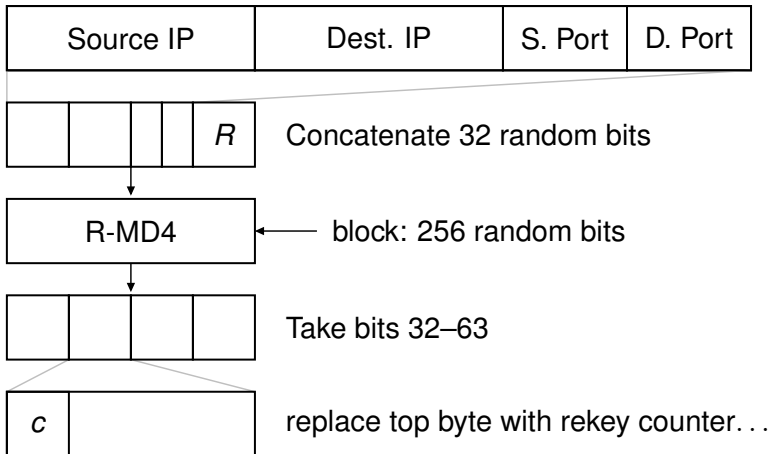 Source IP Dest. IP S. Port D. Port
R Concatenate 32 random bits
R-MD4 block: 256 random bits
Take bits 32–63
c replace top byte with rekey counter...